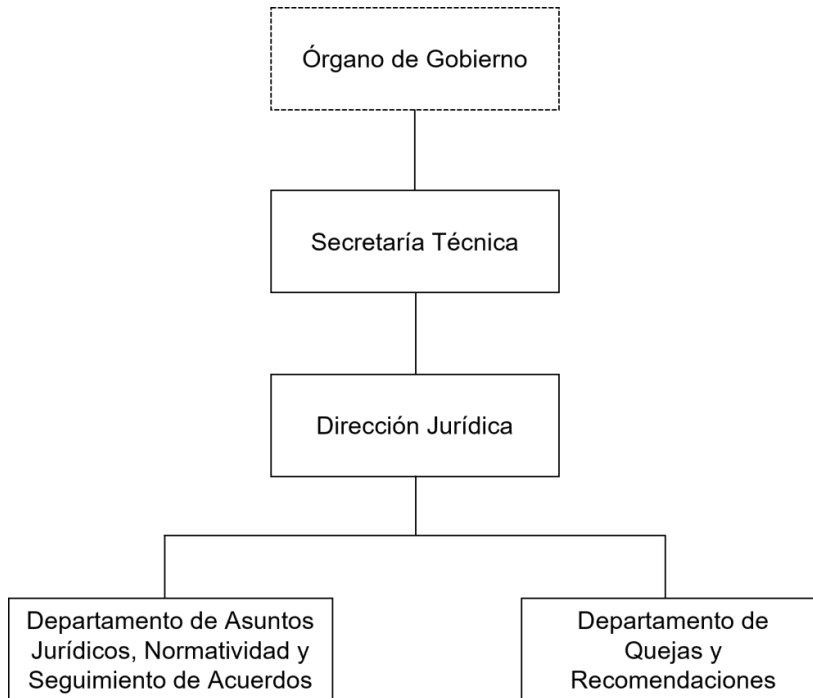 Órgano de Gobierno
Secretaría Técnica
Dirección Jurídica
Departamento de Asuntos
Jurídicos, Normatividad y
Seguimiento de Acuerdos
Departamento de
Quejas y
Recomendaciones